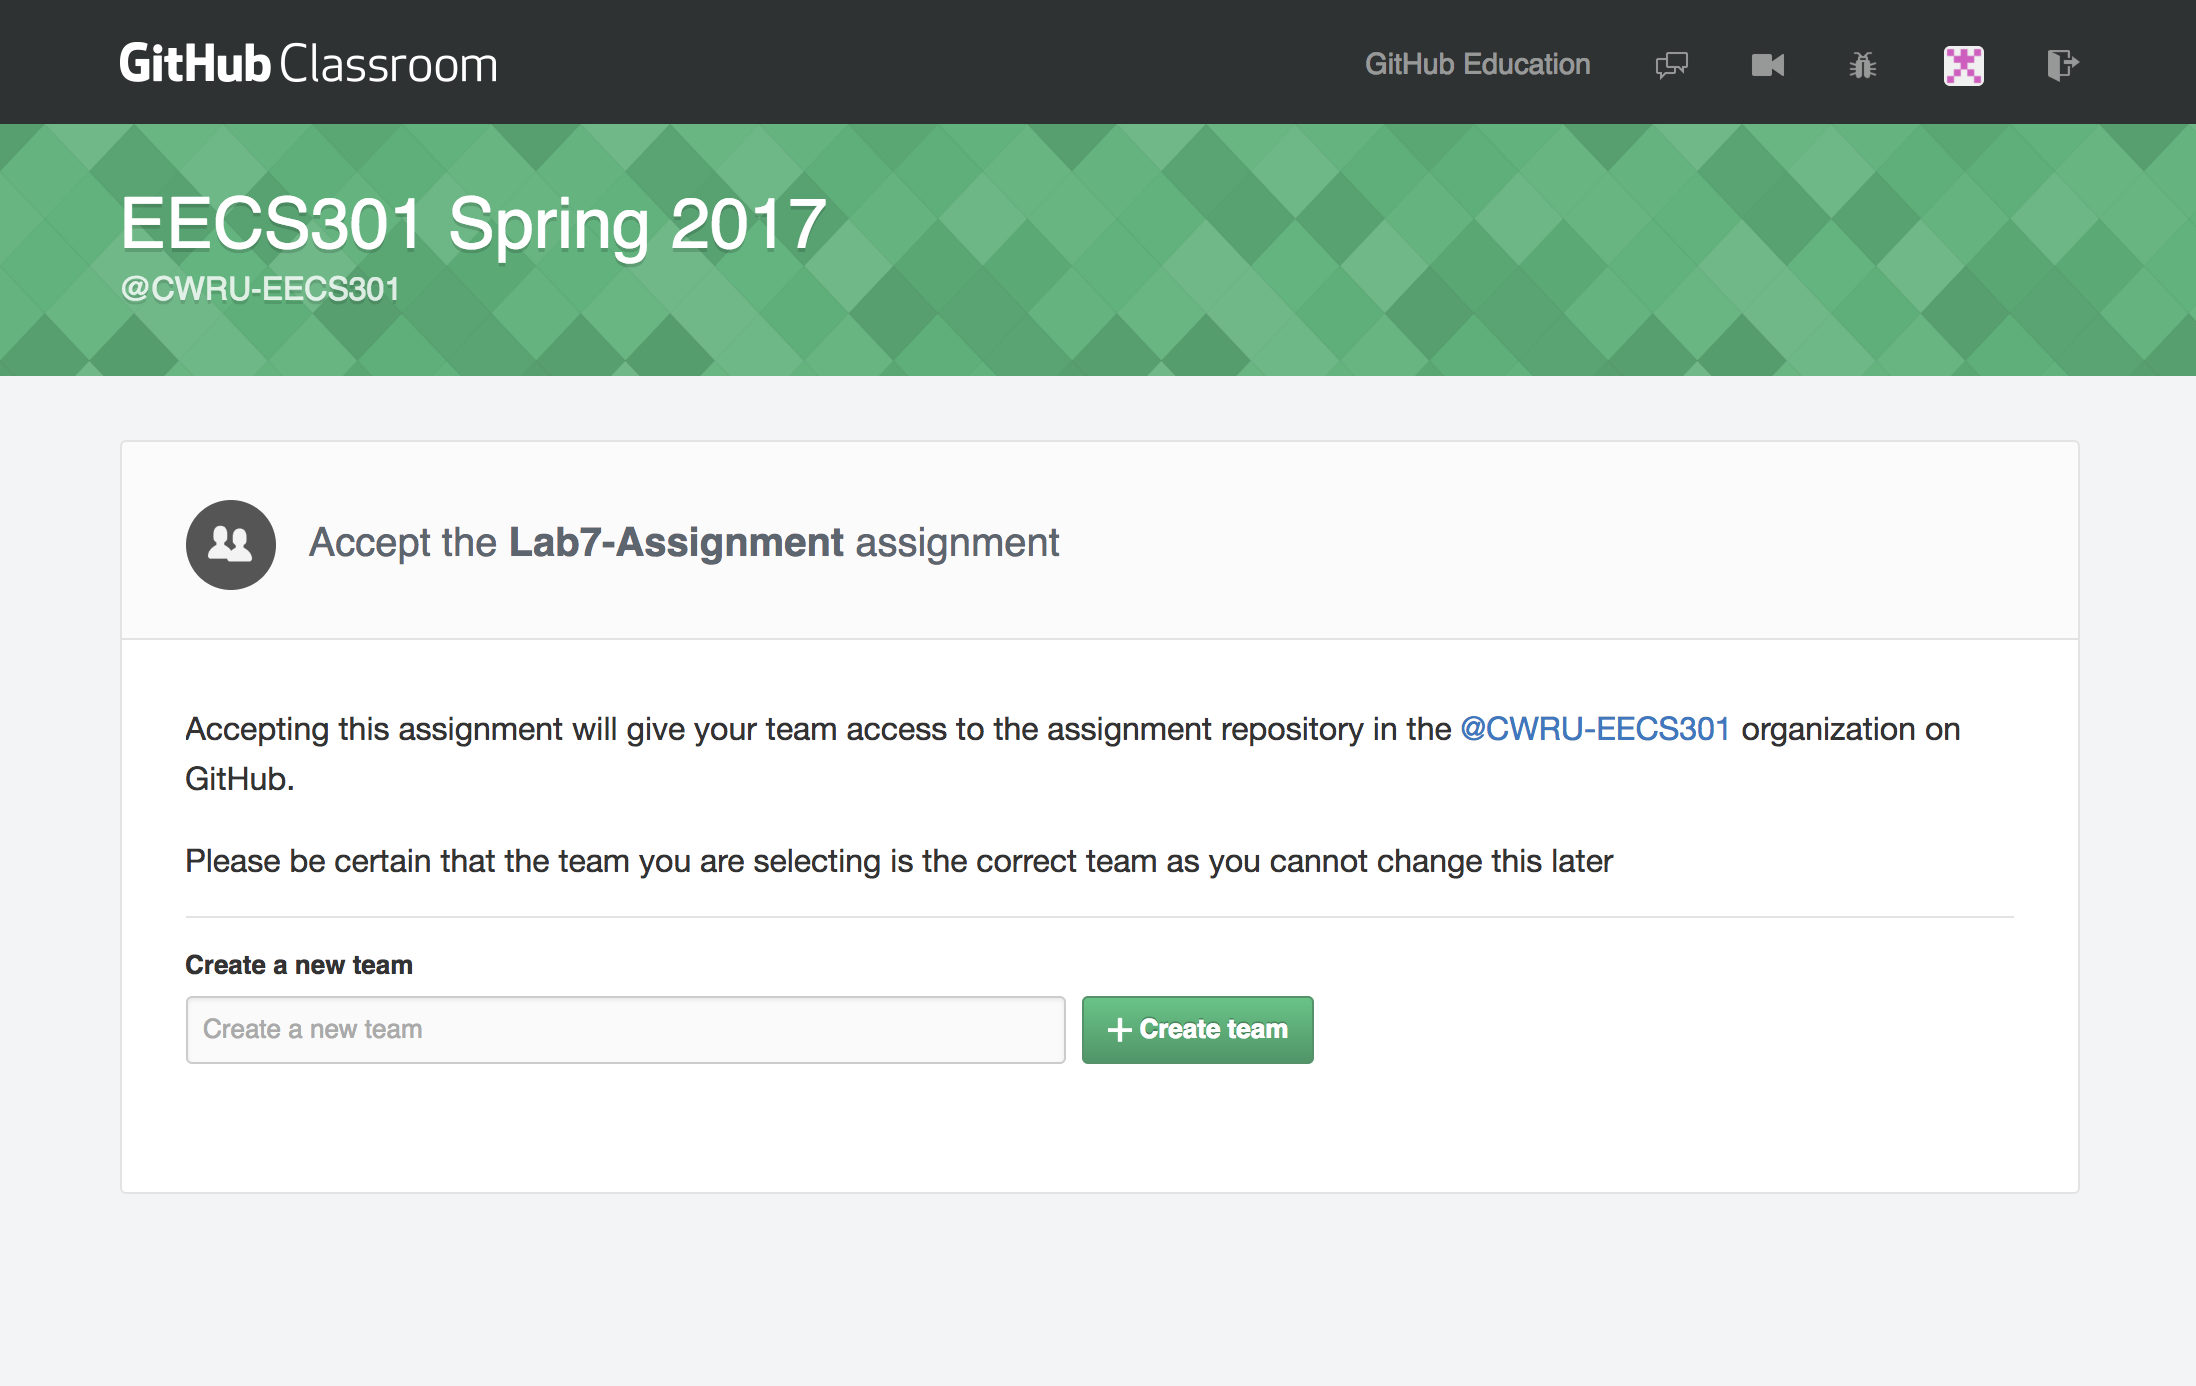 GitHub Classroom
GitHub Education
EECS301 Spring 2017
@CWRU-EECS301
Accept the Lab7-Assignment assignment
Accepting this assignment will give your team access to the assignment repository in the @CWRU-EECS301 organization on
GitHub.
Please be certain that the team you are selecting is the correct team as you cannot change this later
Create a new team
Create a new team
Create team